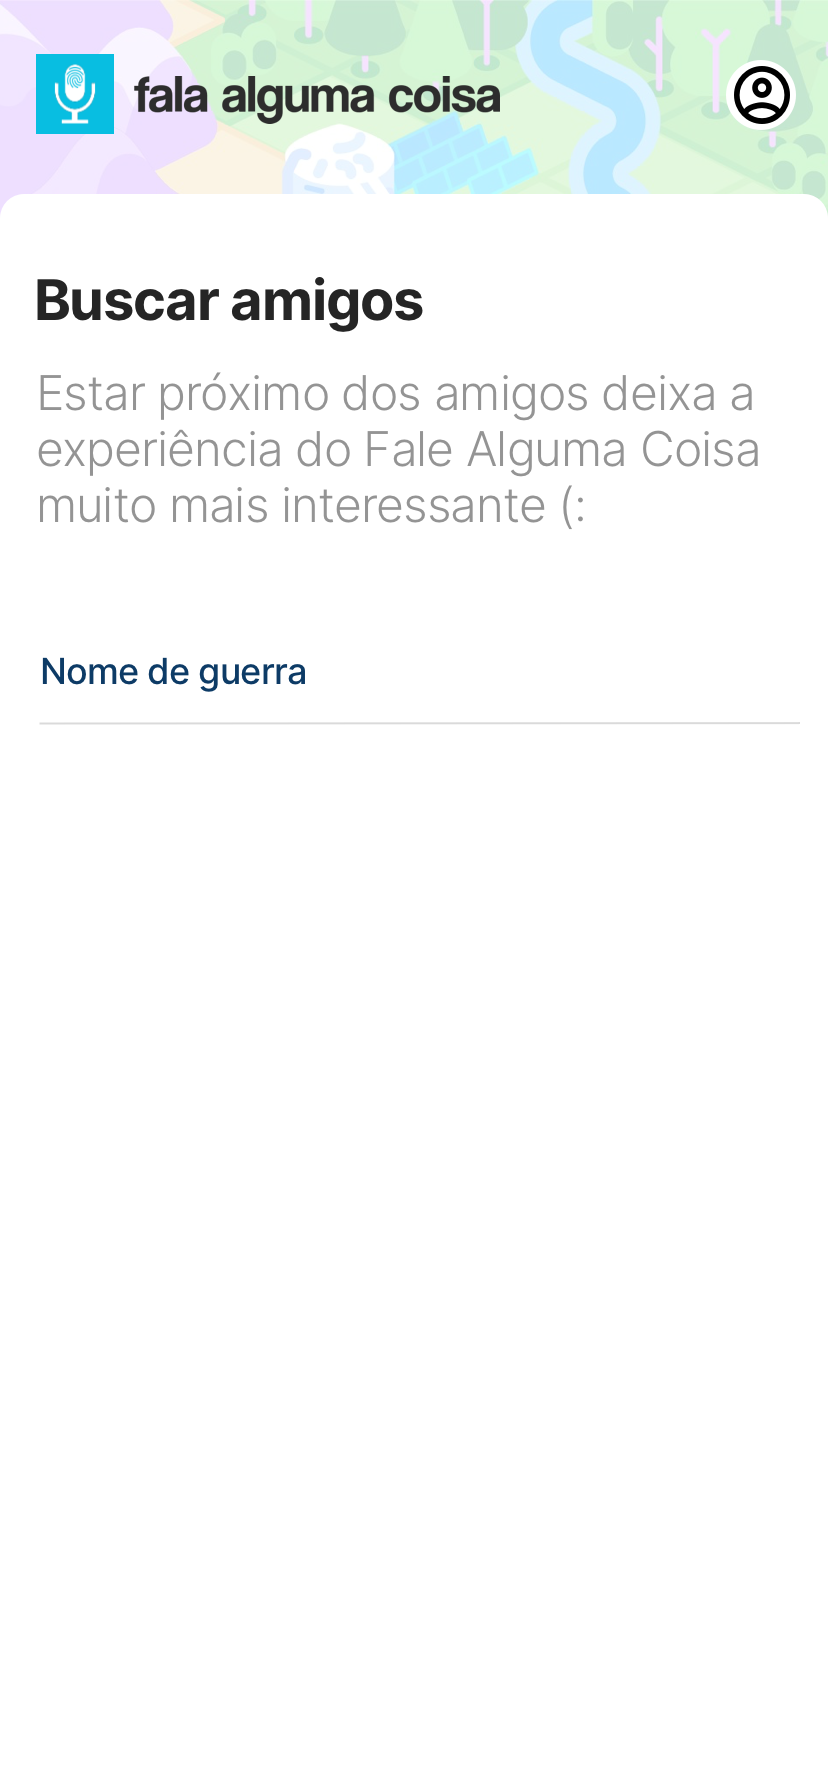 fala alguma coisa
Buscar amigos
Estar próximo dos amigos deixa a
experiência do Fale Alguma Coisa
muito mais interessante (:
Nome de guerra